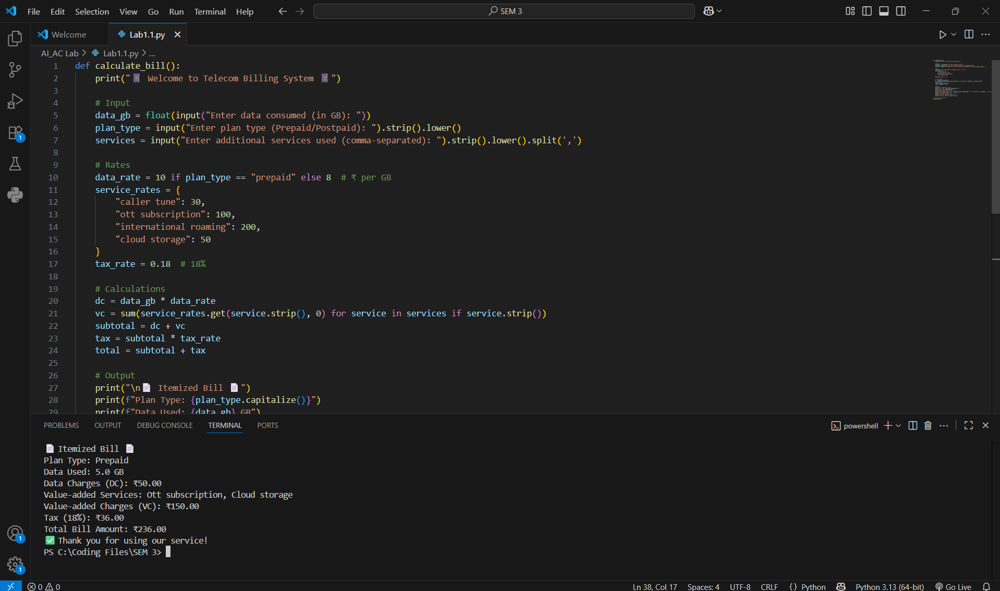 File Edit Selection View Go Run Terminal Help
SEM 3
Welcome
Lab1.1.py
AI_AC Lab > Lab1.1.py > ...
1 def calculate_bill():
2     print("📱 Welcome to Telecom Billing System 📱")
3
4     # Input
5     data_gb = float(input("Enter data consumed (in GB): "))
6     plan_type = input("Enter plan type (Prepaid/Postpaid): ").strip().lower()
7     services = input("Enter additional services used (comma-separated): ").strip().lower().split(',')
8
9     # Rates
10     data_rate = 10 if plan_type == "prepaid" else 8  # ₹ per GB
11     service_rates = {
12         "caller tune": 30,
13         "ott subscription": 100,
14         "international roaming": 200,
15         "cloud storage": 50
16     }
17     tax_rate = 0.18  # 18%
18
19     # Calculations
20     dc = data_gb * data_rate
21     vc = sum(service_rates.get(service.strip(), 0) for service in services if service.strip())
22     subtotal = dc + vc
23     tax = subtotal * tax_rate
24     total = subtotal + tax
25
26     # Output
27     print("\n📄 Itemized Bill 📄")
28     print(f"Plan Type: {plan_type.capitalize()}")
29     print(f"Data Used: {data_gb} GB")
PROBLEMS OUTPUT DEBUG CONSOLE TERMINAL PORTS
powershell
📄 Itemized Bill 📄
Plan Type: Prepaid
Data Used: 5.0 GB
Data Charges (DC): ₹50.00
Value-added Services: Ott subscription, Cloud storage
Value-added Charges (VC): ₹150.00
Tax (18%): ₹36.00
Total Bill Amount: ₹236.00
✅ Thank you for using our service!
PS C:\Coding Files\SEM 3>
1
1
1
0 0
Ln 38, Col 17 Spaces: 4 UTF-8 CRLF {} Python Python 3.13 (64-bit) Go Live